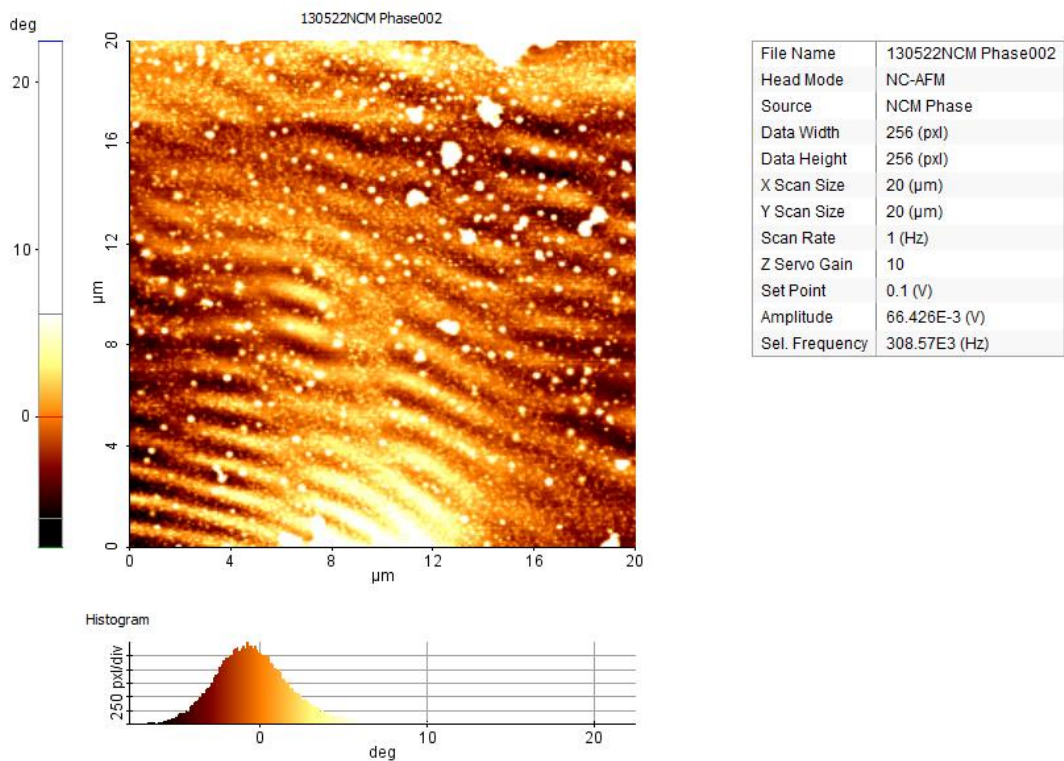 130522NCM Phase002
deg
20
10
0
20
16
12
8
4
0
µm
0 4 8 12 16 20
µm
File Name 130522NCM Phase002
Head Mode NC-AFM
Source NCM Phase
Data Width 256 (pxl)
Data Height 256 (pxl)
X Scan Size 20 (µm)
Y Scan Size 20 (µm)
Scan Rate 1 (Hz)
Z Servo Gain 10
Set Point 0.1 (V)
Amplitude 66.426E-3 (V)
Sel. Frequency 308.57E3 (Hz)
Histogram
250 pxl/div
0 10 20
deg